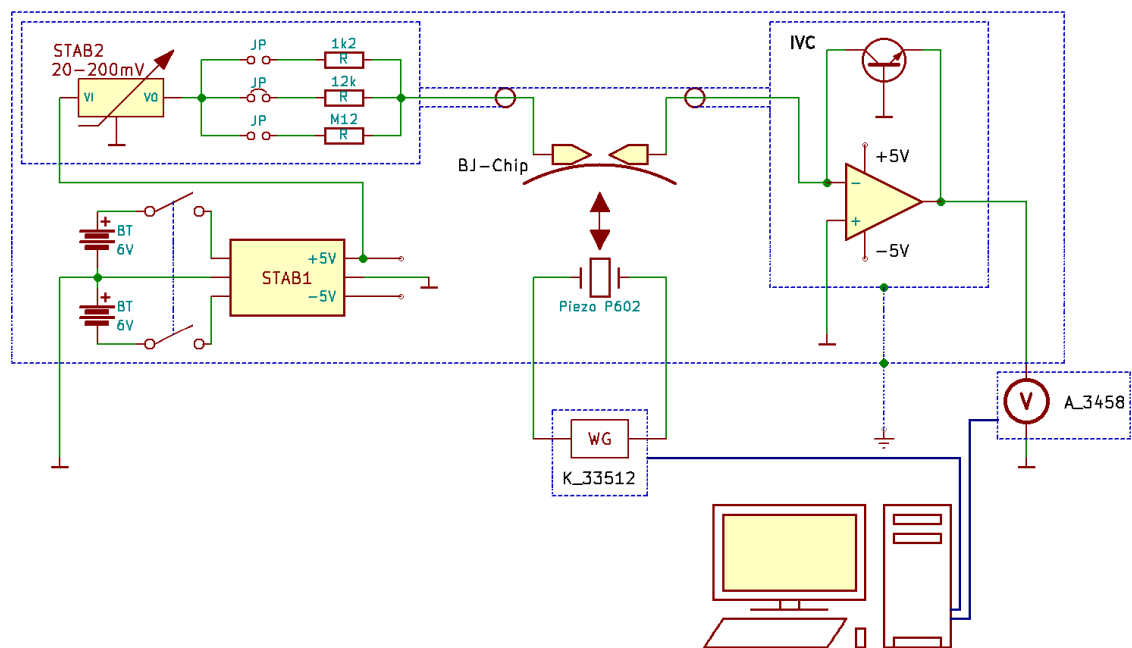 STAB2
20-200mV
VI
VO
JP
1k2
R
JP
12k
R
JP
M12
R
IVC
+5V
-
+
-5V
BJ-Chip
+
BT
6V
+
BT
6V
STAB1
+5V
-5V
Piezo P602
WG
K_33512
V
A_3458